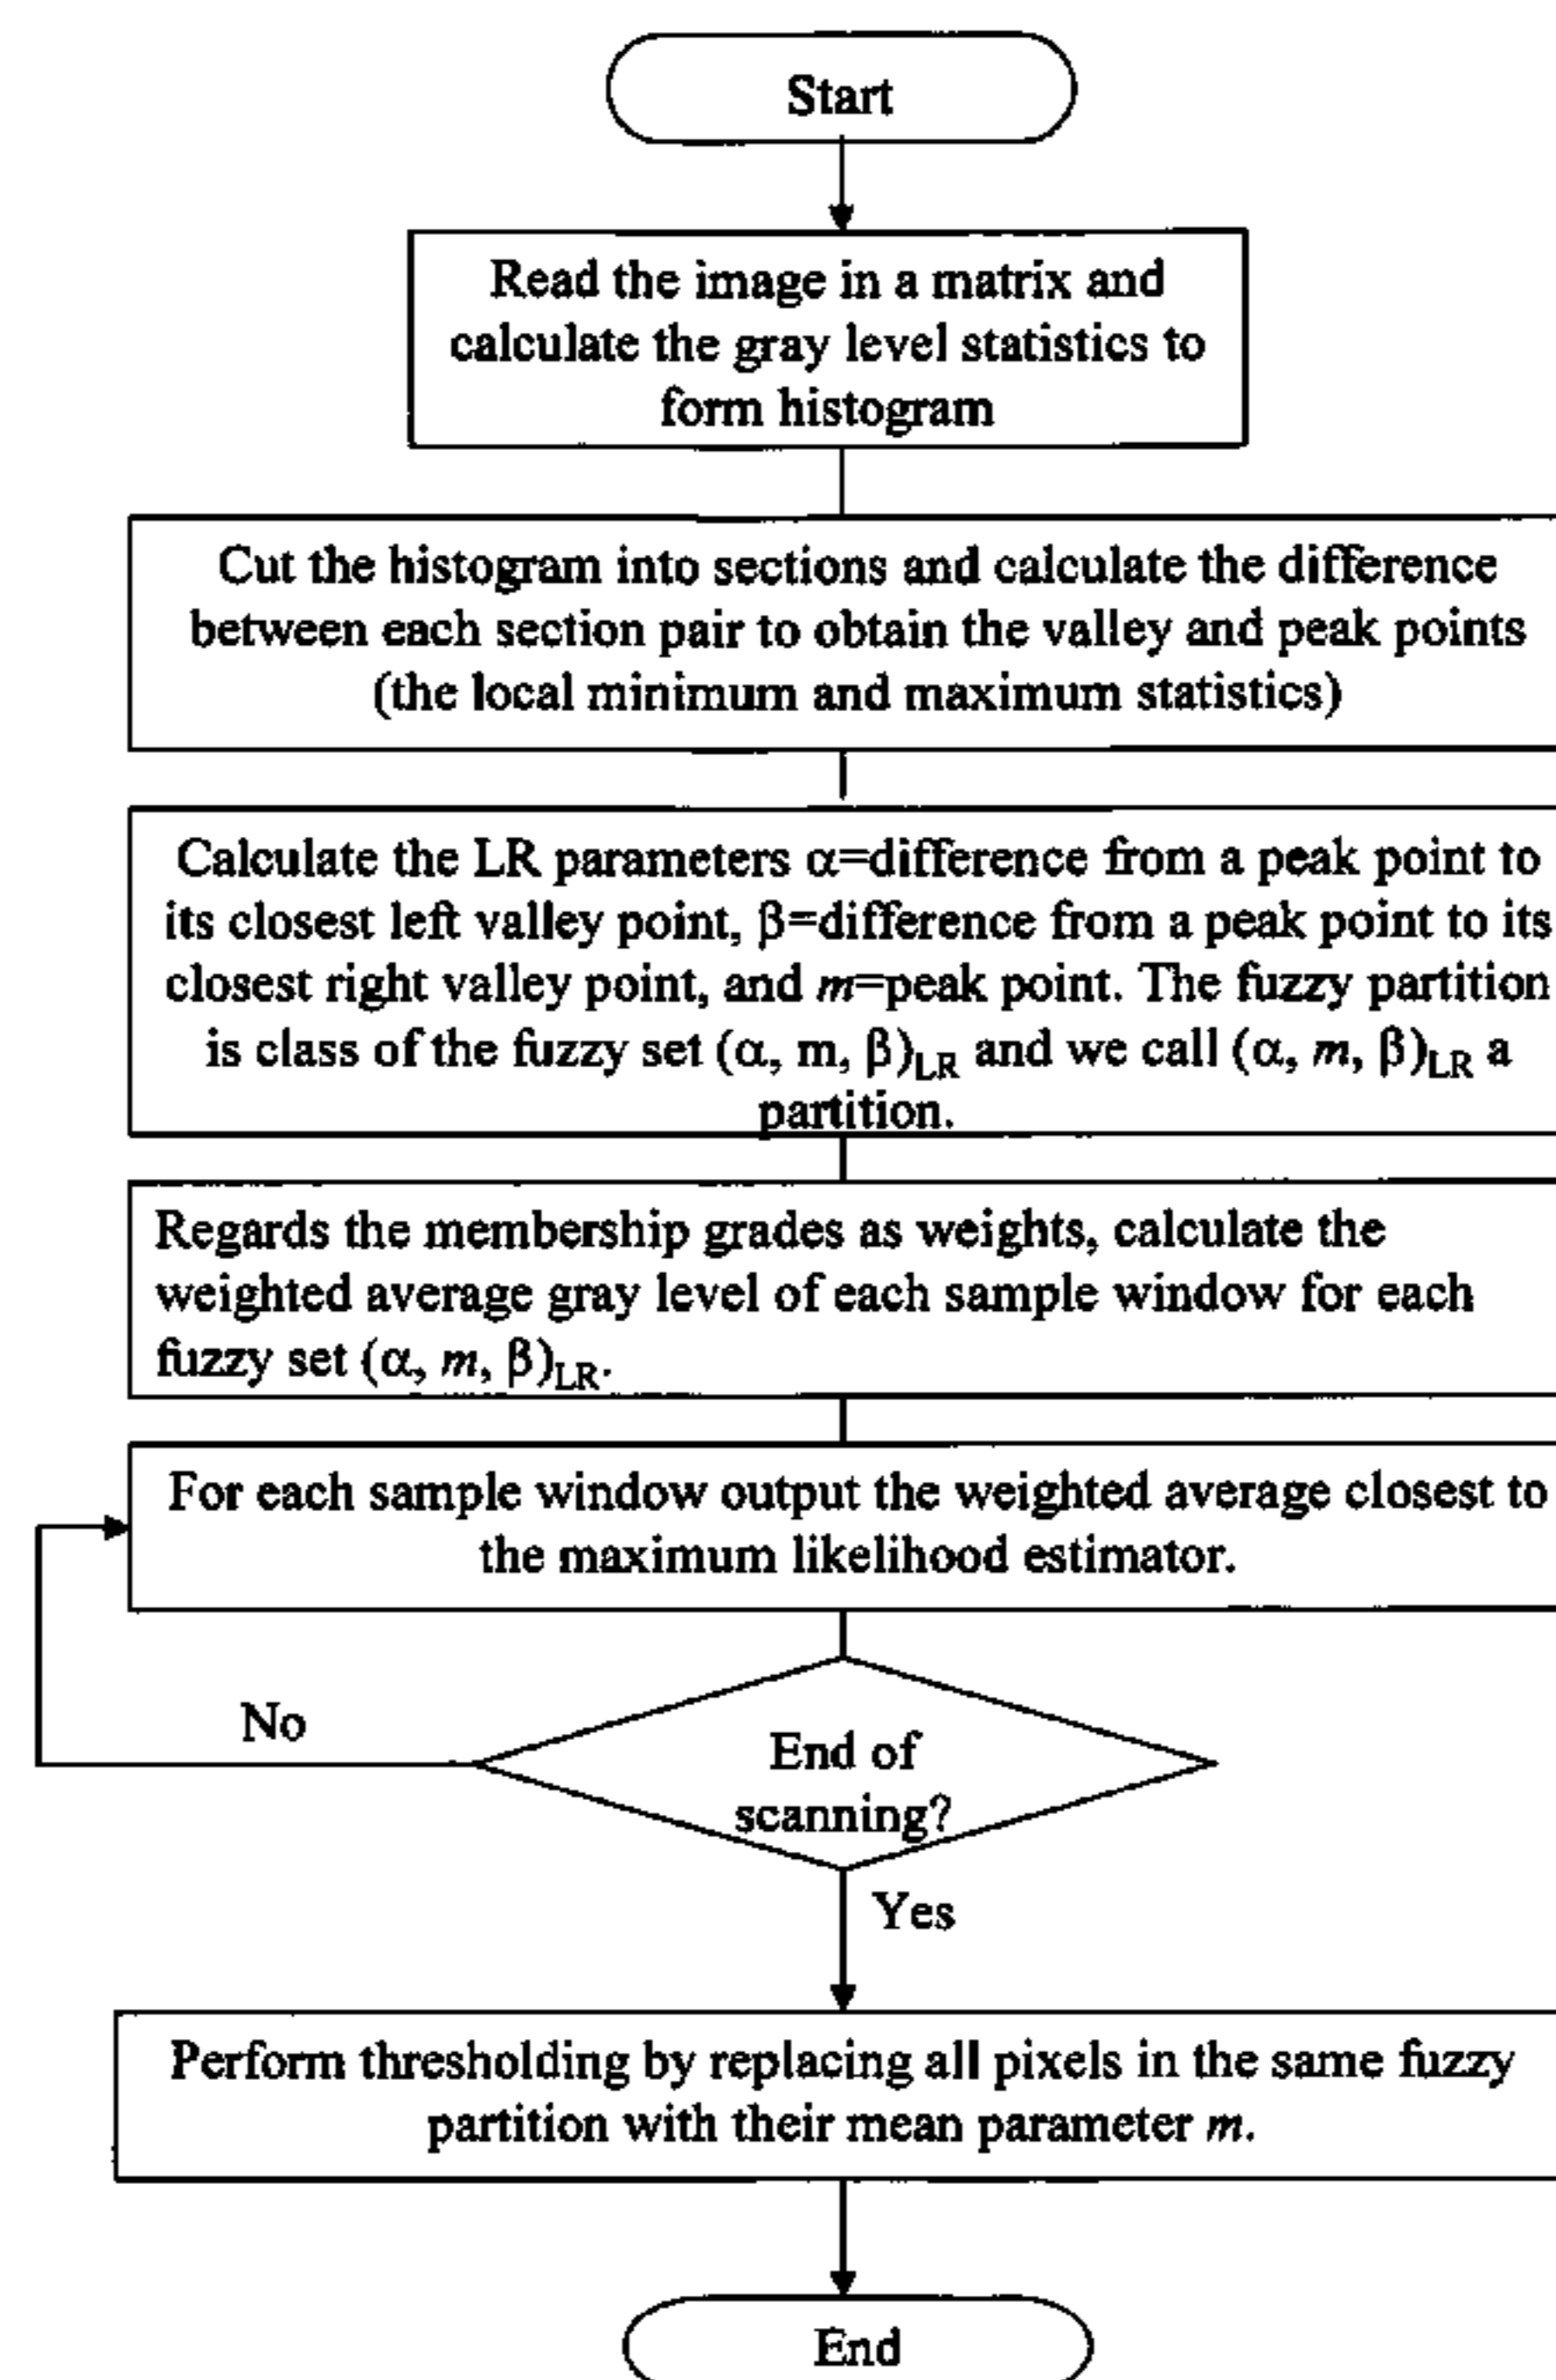 Start
Read the image in a matrix and
calculate the gray level statistics to
form histogram
Cut the histogram into sections and calculate the difference
between each section pair to obtain the valley and peak points
(the local minimum and maximum statistics)
Calculate the LR parameters α=difference from a peak point to
its closest left valley point, β=difference from a peak point to its
closest right valley point, and m=peak point. The fuzzy partition
is class of the fuzzy set (α, m, β)LR and we call (α, m, β)LR a
partition.
Regards the membership grades as weights, calculate the
weighted average gray level of each sample window for each
fuzzy set (α, m, β)LR.
For each sample window output the weighted average closest to
the maximum likelihood estimator.
No
End of
scanning?
Yes
Perform thresholding by replacing all pixels in the same fuzzy
partition with their mean parameter m.
End